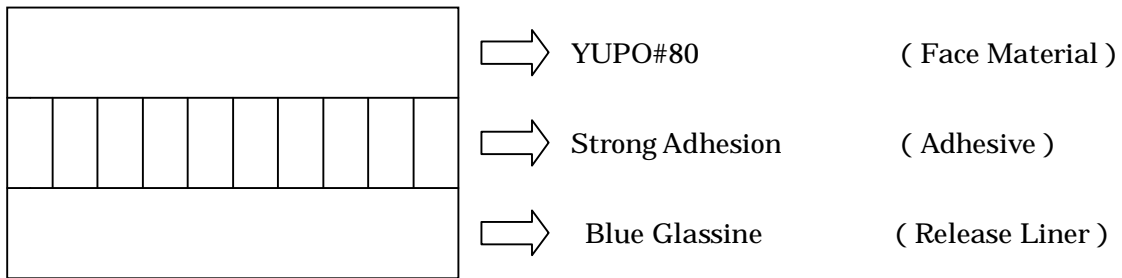 YUPO#80 ( Face Material )
Strong Adhesion ( Adhesive )
Blue Glassine ( Release Liner )